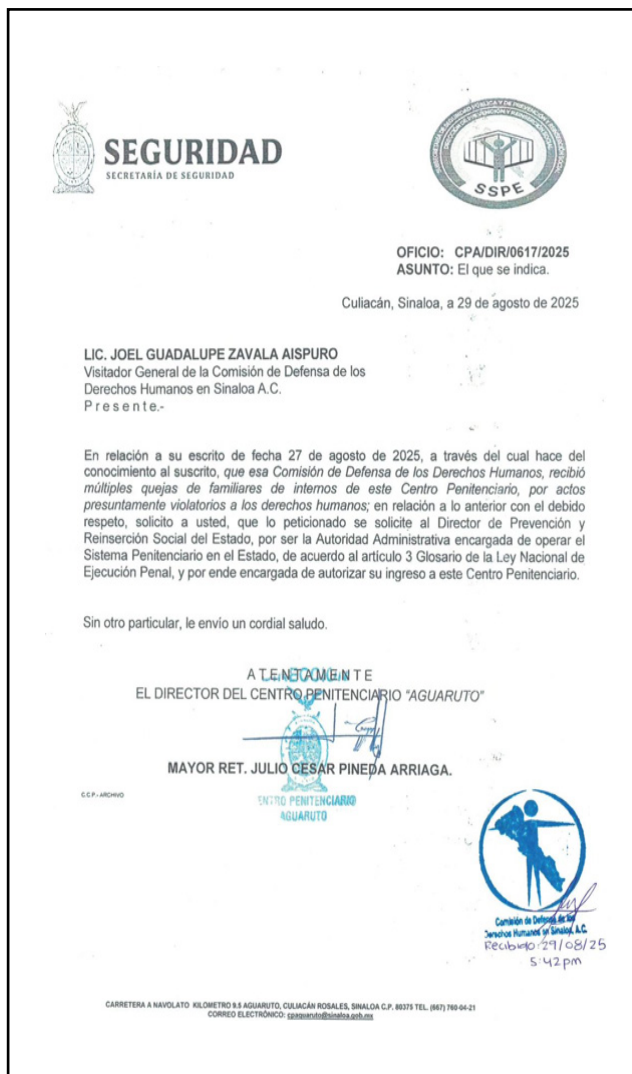 SEGURIDAD
SECRETARÍA DE SEGURIDAD
SSPE
OFICIO: CPA/DIR/0617/2025
ASUNTO: El que se indica.
Culiacán, Sinaloa, a 29 de agosto de 2025
LIC. JOEL GUADALUPE ZAVALA AISPURO
Visitador General de la Comisión de Defensa de los
Derechos Humanos en Sinaloa A.C.
P r e s e n t e.-
En relación a su escrito de fecha 27 de agosto de 2025, a través del cual hace del
conocimiento al suscrito, que esa Comisión de Defensa de los Derechos Humanos, recibió
múltiples quejas de familiares de internos de este Centro Penitenciario, por actos
presuntamente violatorios a los derechos humanos; en relación a lo anterior con el debido
respeto, solicito a usted, que lo peticionado se solicite al Director de Prevención y
Reinserción Social del Estado, por ser la Autoridad Administrativa encargada de operar el
Sistema Penitenciario en el Estado, de acuerdo al artículo 3 Glosario de la Ley Nacional de
Ejecución Penal, y por ende encargada de autorizar su ingreso a este Centro Penitenciario.
Sin otro particular, le envío un cordial saludo.
A T E N T A M E N T E
EL DIRECTOR DEL CENTRO PENITENCIARIO "AGUARUTO"
MAYOR RET. JULIO CESAR PINEDA ARRIAGA.
C.C.P.- ARCHIVO
ENTRO PENITENCIARIO
AGUARUTO
Comisión de Defensa de los
Derechos Humanos en Sinaloa, A.C.
Recibido: 29/08/25
5:42pm
CARRETERA A NAVOLATO KILOMETRO 9.5 AGUARUTO, CULIACÁN ROSALES, SINALOA C.P. 80375 TEL. (667) 760-04-21
CORREO ELECTRÓNICO: cpaguaruto@sinaloa.gob.mx